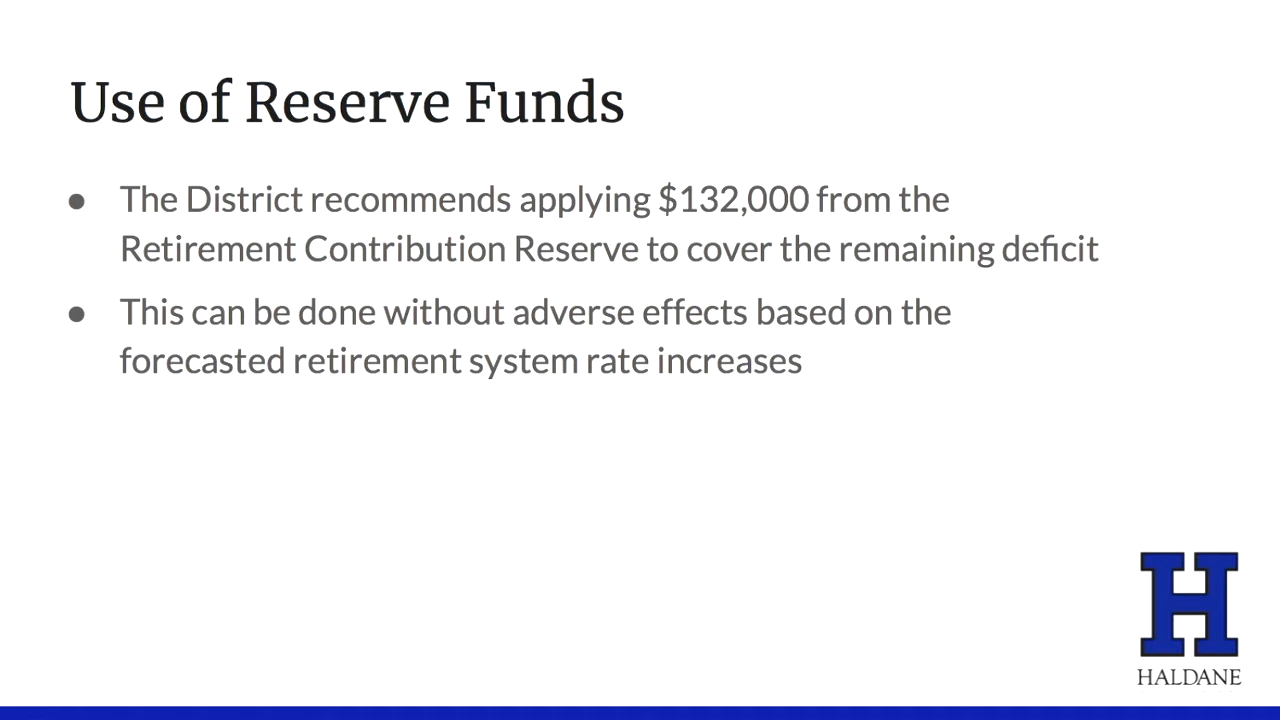 Use of Reserve Funds
● The District recommends applying $132,000 from the
Retirement Contribution Reserve to cover the remaining deficit
● This can be done without adverse effects based on the
forecasted retirement system rate increases
H
HALDANE